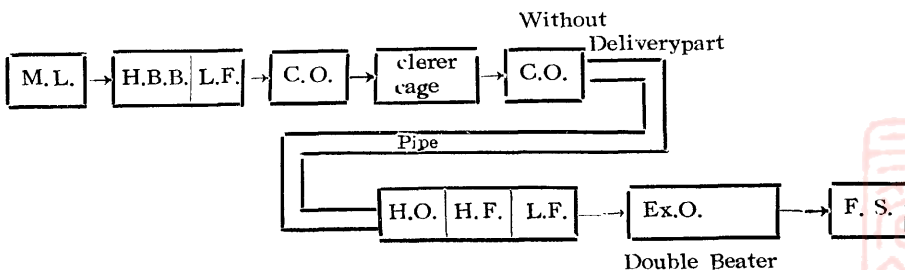 Without
Deliverypart
M. L. H.B.B. L.F. C.O. clerer C.O.
cage
Pipe
H.O. H.F. L.F. Ex.O. F. S.
Double Beater